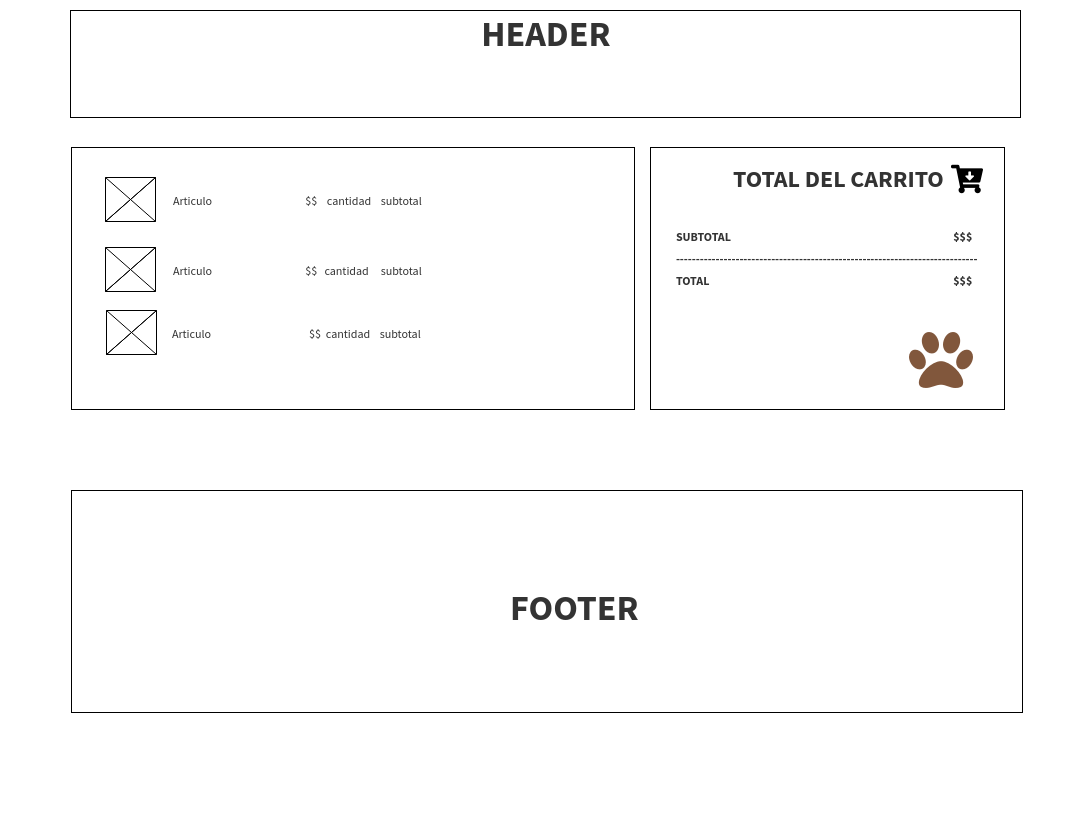 HEADER
Articulo $$ cantidad subtotal
Articulo $$ cantidad subtotal
Articulo $$ cantidad subtotal
TOTAL DEL CARRITO
SUBTOTAL $$$
----------------------------------------------------------------------------
TOTAL $$$
FOOTER